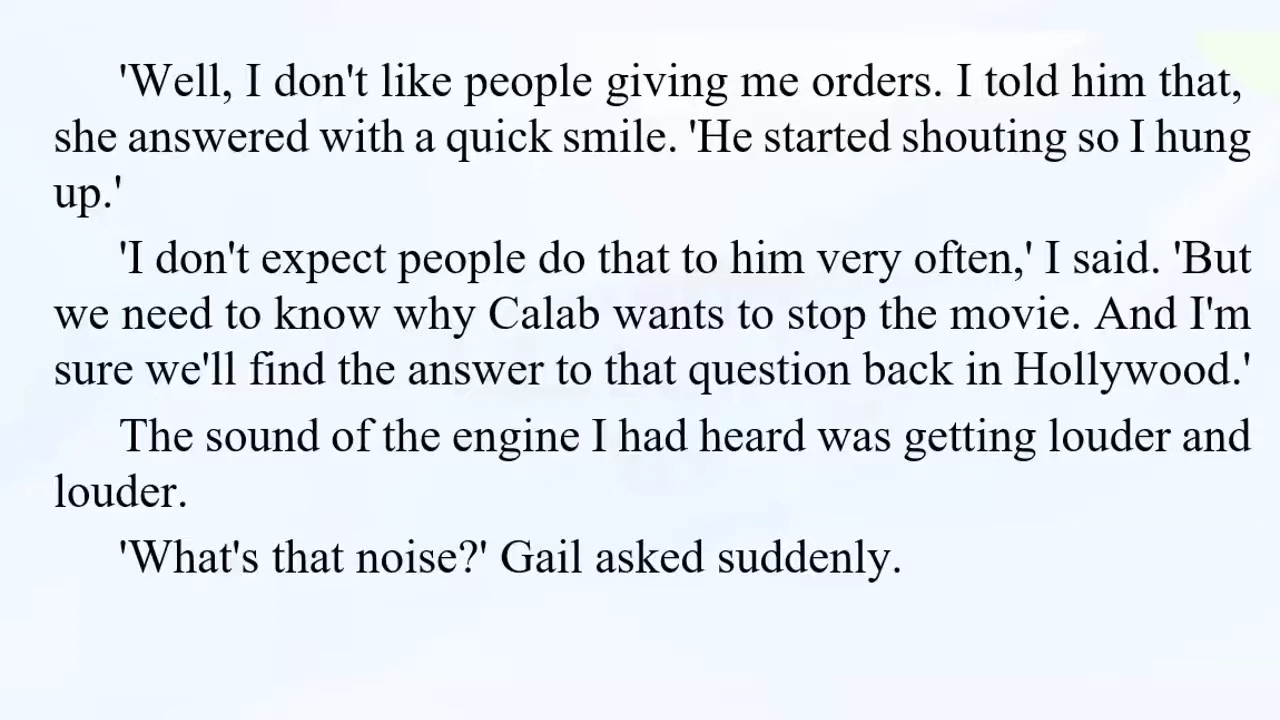 'Well, I don't like people giving me orders. I told him that,
she answered with a quick smile. 'He started shouting so I hung
up.'
'I don't expect people do that to him very often,' I said. 'But
we need to know why Calab wants to stop the movie. And I'm
sure we'll find the answer to that question back in Hollywood.'
The sound of the engine I had heard was getting louder and
louder.
'What's that noise?' Gail asked suddenly.